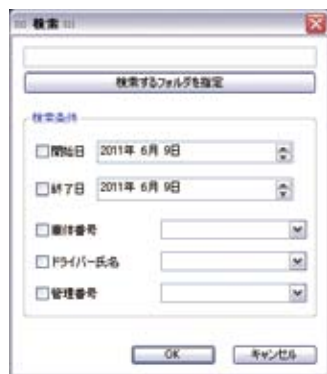 検索
検索するフォルダを指定
検索条件
開始日 2011年 6月 9日
終了日 2011年 6月 9日
車体番号
ドライバー氏名
管理番号
OK キャンセル